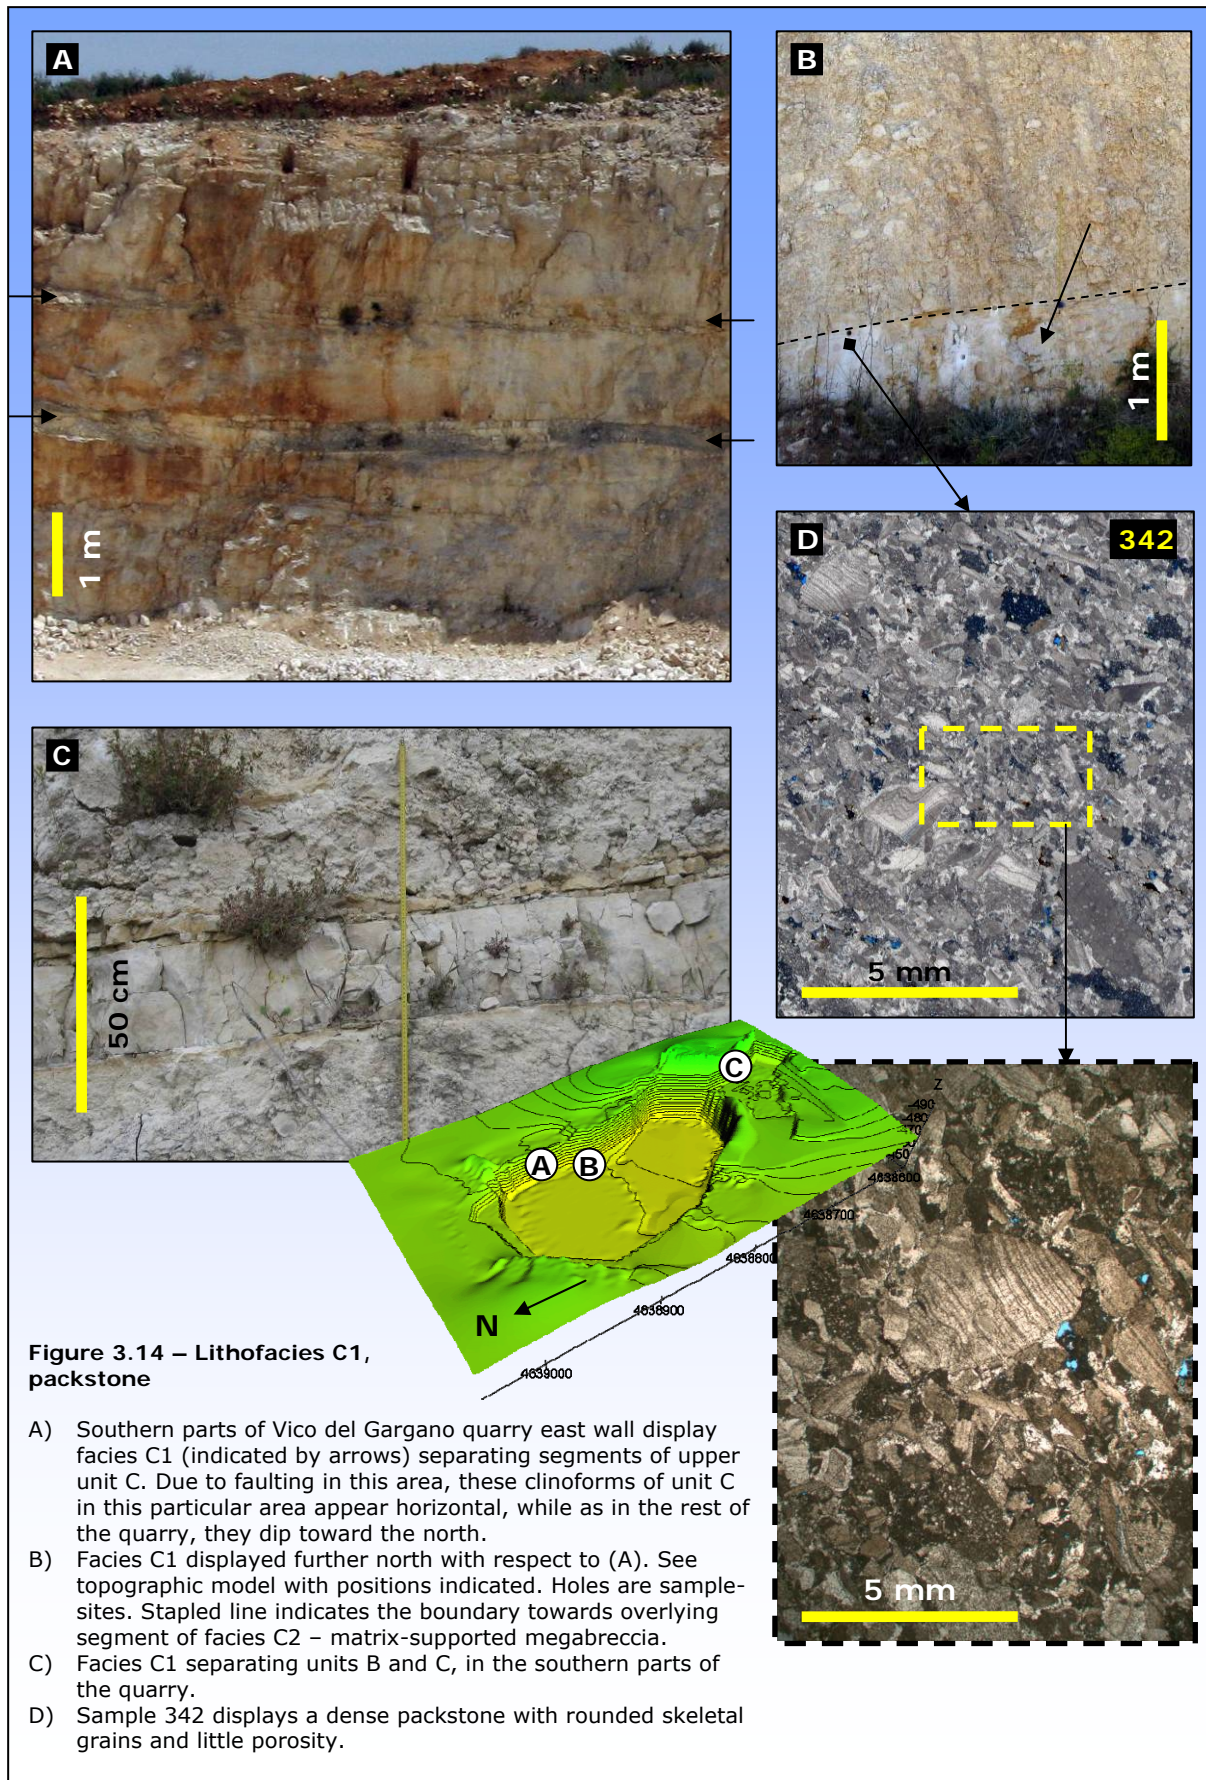 A
B
1 m
1 m
D
342
5 mm
C
50 cm
C
A
B
N
Z
-490
-480
4638600
4638700
4638800
4638900
4639000
5 mm
Figure 3.14 – Lithofacies C1,
packstone
A) Southern parts of Vico del Gargano quarry east wall display
facies C1 (indicated by arrows) separating segments of upper
unit C. Due to faulting in this area, these clinoforms of unit C
in this particular area appear horizontal, while as in the rest of
the quarry, they dip toward the north.
B) Facies C1 displayed further north with respect to (A). See
topographic model with positions indicated. Holes are sample-
sites. Stapled line indicates the boundary towards overlying
segment of facies C2 – matrix-supported megabreccia.
C) Facies C1 separating units B and C, in the southern parts of
the quarry.
D) Sample 342 displays a dense packstone with rounded skeletal
grains and little porosity.